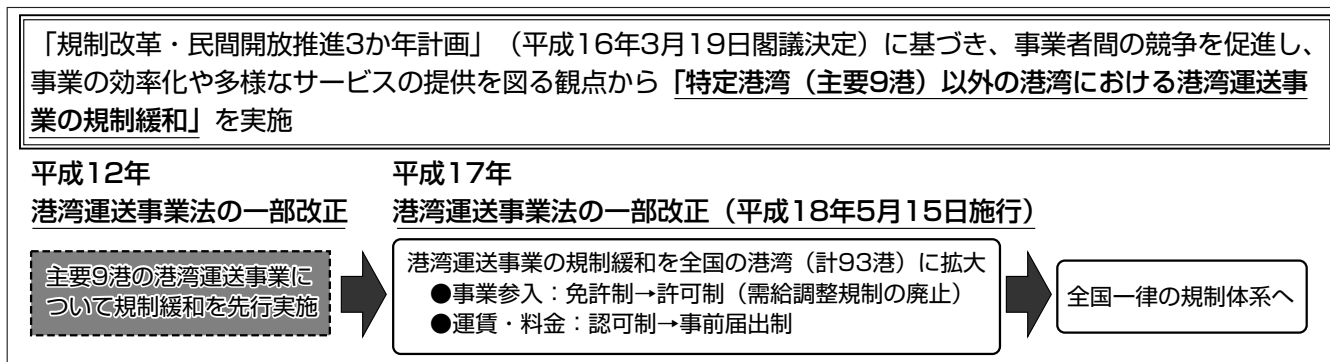 「規制改革・民間開放推進3か年計画」（平成16年3月19日閣議決定）に基づき、事業者間の競争を促進し、
事業の効率化や多様なサービスの提供を図る観点から「特定港湾（主要9港）以外の港湾における港湾運送事
業の規制緩和」を実施
平成12年
港湾運送事業法の一部改正
平成17年
港湾運送事業法の一部改正（平成18年5月15日施行）
主要9港の港湾運送事業に
ついて規制緩和を先行実施
港湾運送事業の規制緩和を全国の港湾（計93港）に拡大
●事業参入：免許制→許可制（需給調整規制の廃止）
●運賃・料金：認可制→事前届出制
全国一律の規制体系へ